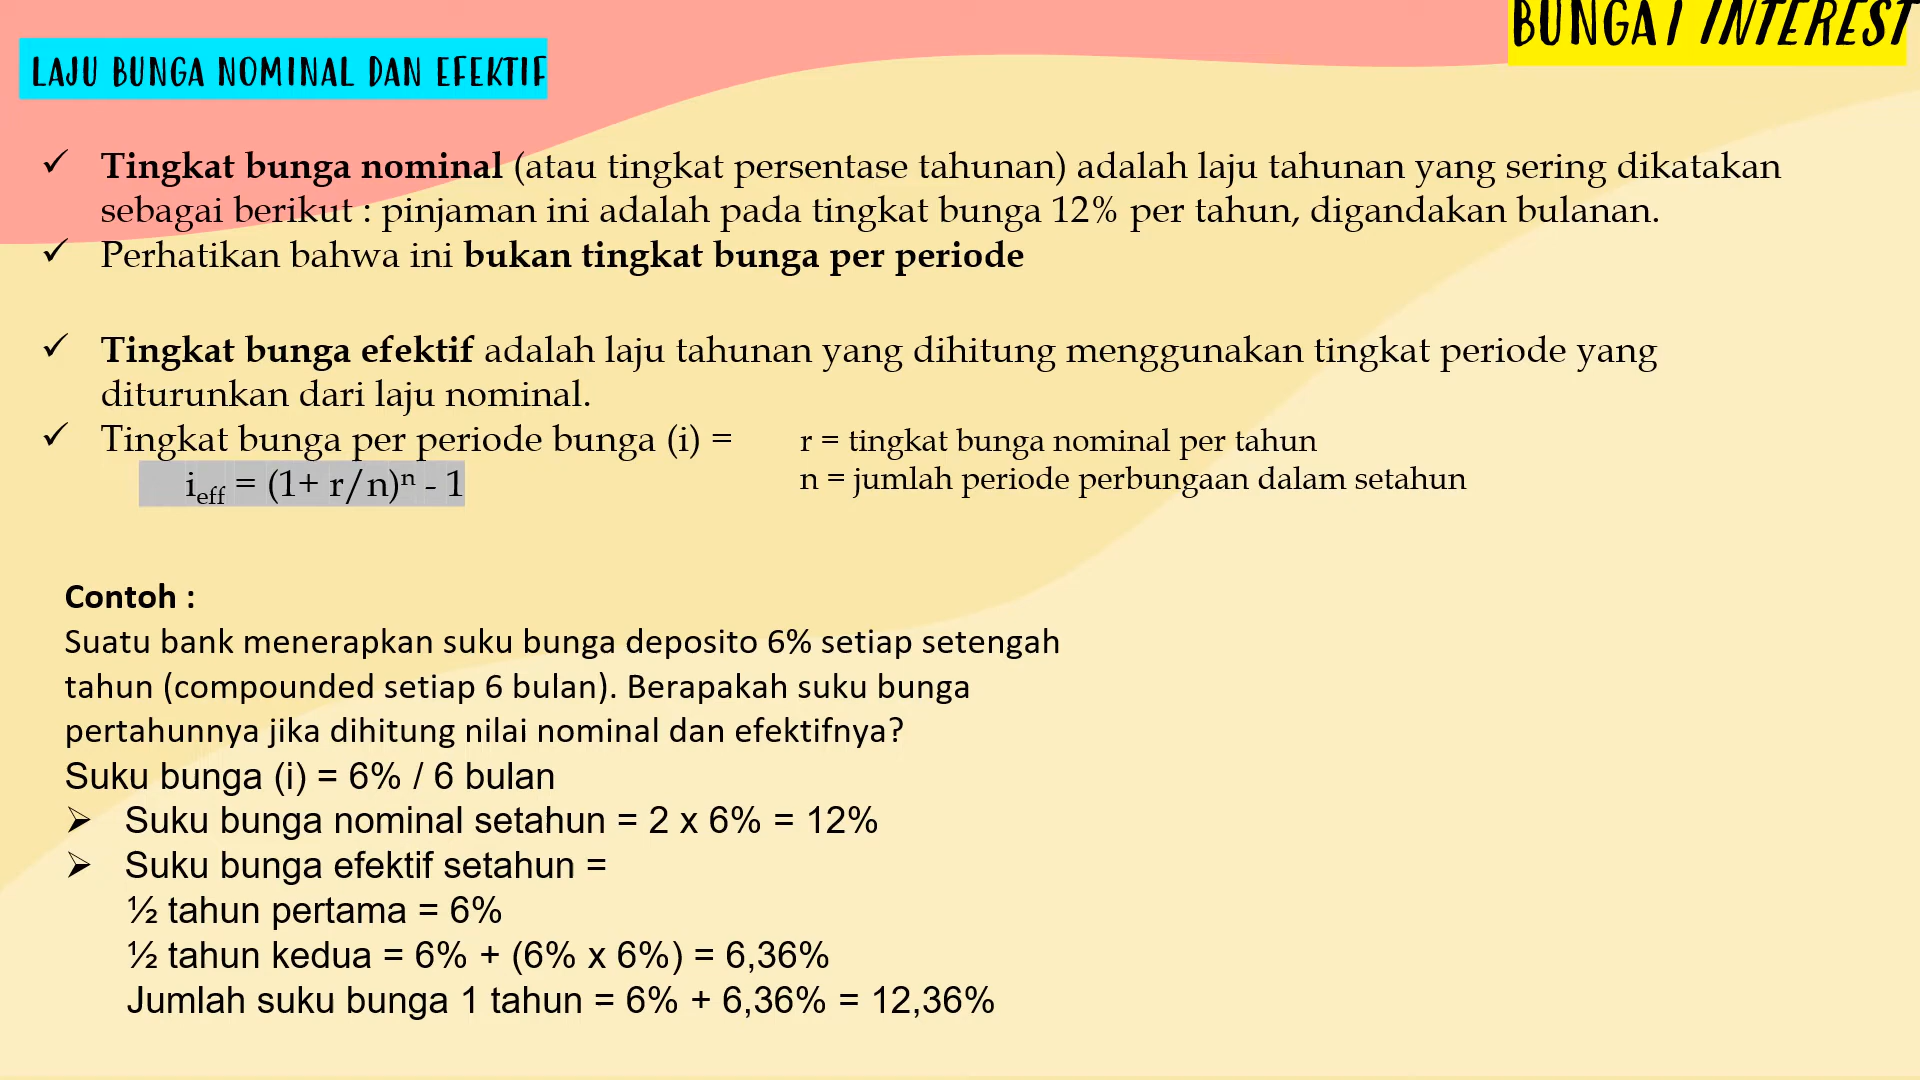 BUNGA / INTEREST
LAJU BUNGA NOMINAL DAN EFEKTIF
✓ Tingkat bunga nominal (atau tingkat persentase tahunan) adalah laju tahunan yang sering dikatakan
sebagai berikut : pinjaman ini adalah pada tingkat bunga 12% per tahun, digandakan bulanan.
✓ Perhatikan bahwa ini bukan tingkat bunga per periode
✓ Tingkat bunga efektif adalah laju tahunan yang dihitung menggunakan tingkat periode yang
diturunkan dari laju nominal.
✓ Tingkat bunga per periode bunga (i) =
i_eff = (1+ r/n)ⁿ - 1
r = tingkat bunga nominal per tahun
n = jumlah periode perbungaan dalam setahun
Contoh :
Suatu bank menerapkan suku bunga deposito 6% setiap setengah
tahun (compounded setiap 6 bulan). Berapakah suku bunga
pertahunnya jika dihitung nilai nominal dan efektifnya?
Suku bunga (i) = 6% / 6 bulan
➢ Suku bunga nominal setahun = 2 x 6% = 12%
➢ Suku bunga efektif setahun =
½ tahun pertama = 6%
½ tahun kedua = 6% + (6% x 6%) = 6,36%
Jumlah suku bunga 1 tahun = 6% + 6,36% = 12,36%